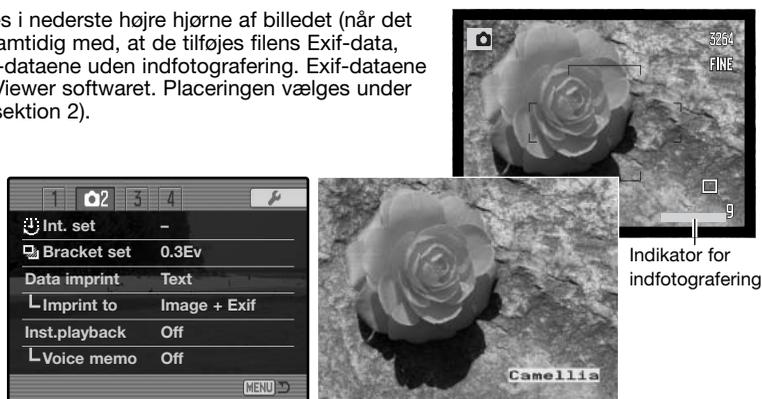 es i nederste højre hjørne af billedet (når det
amtidig med, at de tilføjes filens Exif-data,
-dataene uden indfotografering. Exif-dataene
Viewer softwaret. Placeringen vælges under
sektion 2).
3264
FINE
9
Indikator for
indfotografering
1 2 3 4
Int. set –
Bracket set 0.3Ev
Data imprint Text
Imprint to Image + Exif
Inst.playback Off
Voice memo Off
MENU
Camellia